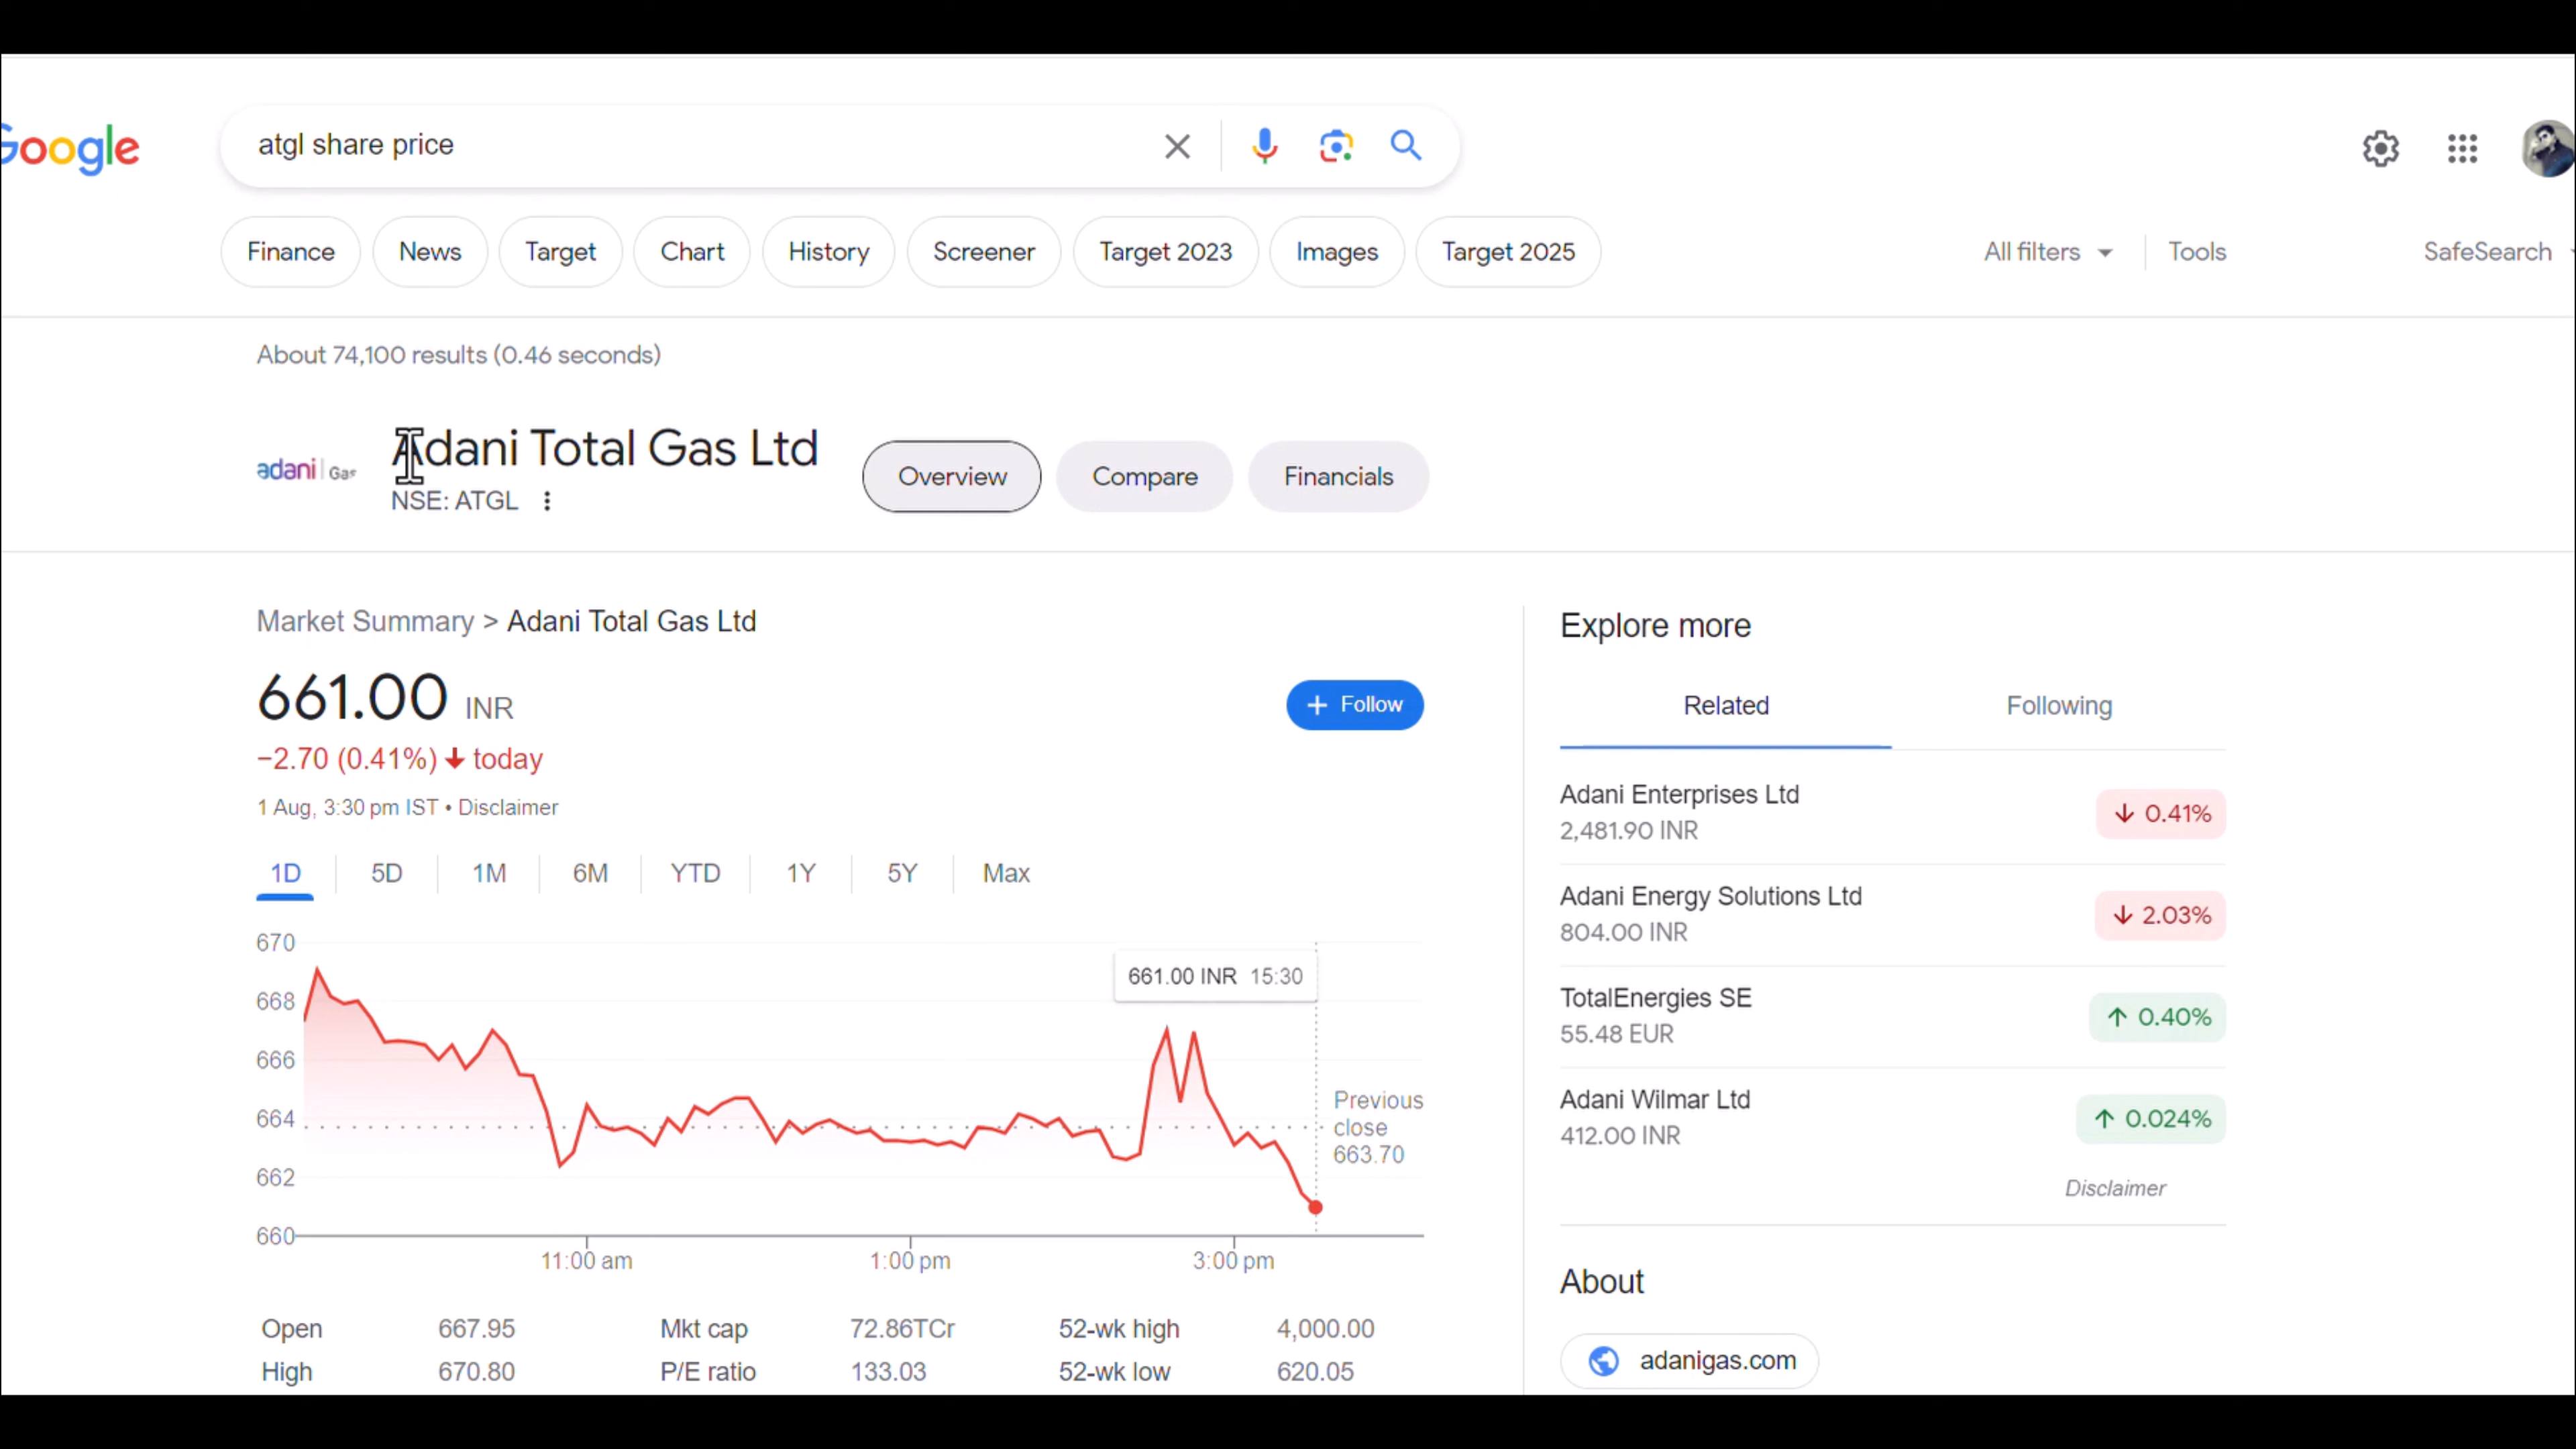 Google
atgl share price
Finance News Target Chart History Screener Target 2023 Images Target 2025 All filters Tools SafeSearch
About 74,100 results (0.46 seconds)
adani Gas
Adani Total Gas Ltd
NSE: ATGL
Overview Compare Financials
Market Summary > Adani Total Gas Ltd
661.00 INR
+ Follow
−2.70 (0.41%) today
1 Aug, 3:30 pm IST • Disclaimer
1D 5D 1M 6M YTD 1Y 5Y Max
670
668
666
664
662
660
661.00 INR 15:30
Previous
close
663.70
11:00 am 1:00 pm 3:00 pm
Open 667.95 Mkt cap 72.86TCr 52-wk high 4,000.00
High 670.80 P/E ratio 133.03 52-wk low 620.05
Explore more
Related Following
Adani Enterprises Ltd
2,481.90 INR
0.41%
Adani Energy Solutions Ltd
804.00 INR
2.03%
TotalEnergies SE
55.48 EUR
0.40%
Adani Wilmar Ltd
412.00 INR
0.024%
Disclaimer
About
adanigas.com